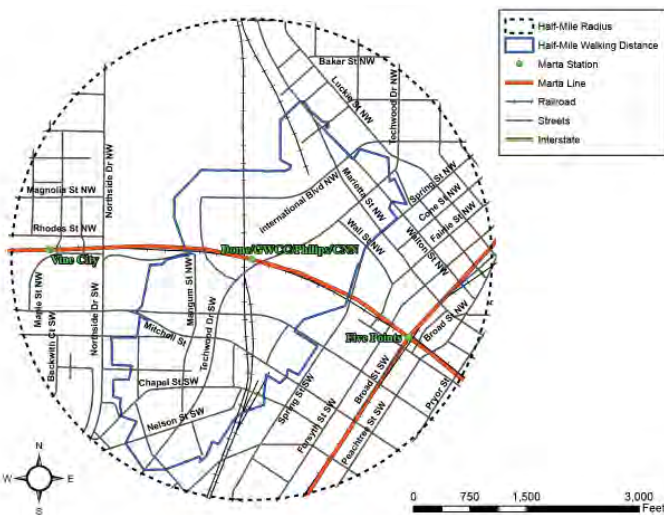 Half-Mile Radius
Half-Mile Walking Distance
Marta Station
Marta Line
Railroad
Streets
Interstate
Bakar St NW
Luckie St NW
Techwood Dr NW
Northside Dr NW
Magnolia St NW
Rhodes St NW
International Blvd NW
Marietta St NW
Spring St NW
Cone St NW
Fairlie St NW
Walton St NW
Wall St NW
Vine City
Dome/GWCC/Philips/CNN
Five Points
Broad St NW
Maple St NW
Beckwith Ct SW
Northside Dr SW
Mangum St NW
Techwood Dr SW
Mitchell St
Chapel St SW
Nelson St SW
Spring St SW
Forsyth St SW
Broad St SW
Peachtree St SW
Pryor St
N
W
E
S
0 750 1,500 3,000
Feet